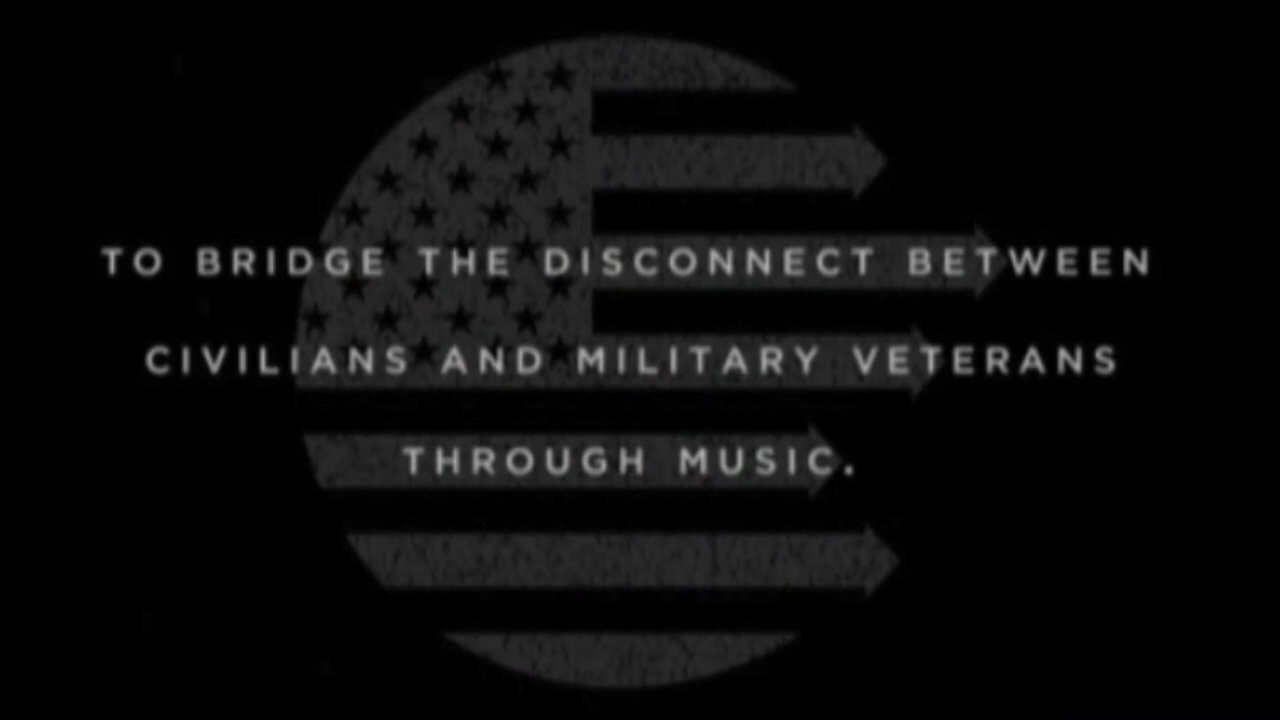 TO BRIDGE THE DISCONNECT BETWEEN
CIVILIANS AND MILITARY VETERANS
THROUGH MUSIC.